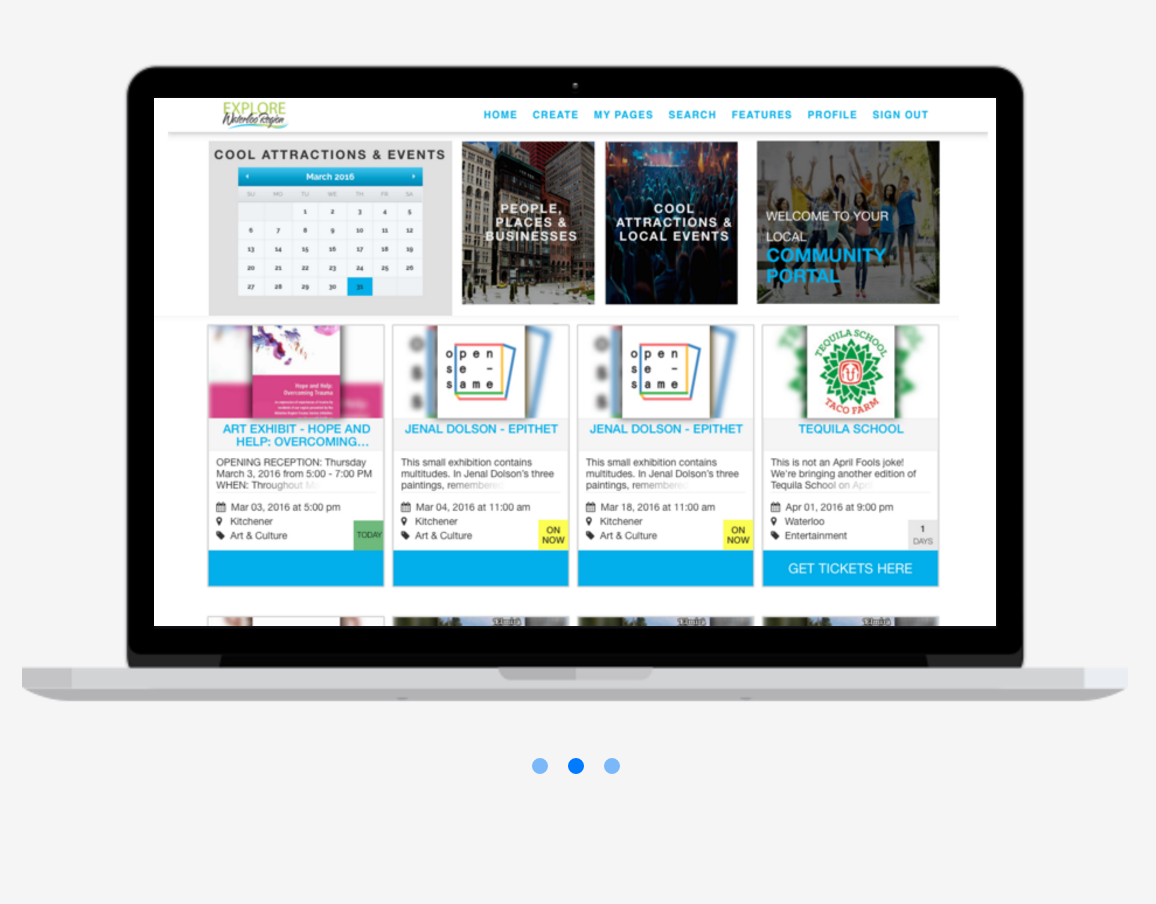 EXPLORE
Waterloo Region
HOME CREATE MY PAGES SEARCH FEATURES PROFILE SIGN OUT
COOL ATTRACTIONS & EVENTS
March 2016
SU MO TU WE TH FR SA
1 2 3 4 5
6 7 8 9 10 11 12
13 14 15 16 17 18 19
20 21 22 23 24 25 26
27 28 29 30 31
PEOPLE,
PLACES &
BUSINESSES
COOL
ATTRACTIONS &
LOCAL EVENTS
WELCOME TO YOUR
LOCAL
COMMUNITY
PORTAL
Hope and Help:
Overcoming Trauma
ART EXHIBIT - HOPE AND
HELP: OVERCOMING...
OPENING RECEPTION: Thursday
March 3, 2016 from 5:00 - 7:00 PM
WHEN: Throughout
Mar 03, 2016 at 5:00 pm
Kitchener
Art & Culture
TODAY
open
se -
same
JENAL DOLSON - EPITHET
This small exhibition contains
multitudes. In Jenal Dolson's three
paintings, remembered
Mar 04, 2016 at 11:00 am
Kitchener
Art & Culture
ON
NOW
open
se -
same
JENAL DOLSON - EPITHET
This small exhibition contains
multitudes. In Jenal Dolson's three
paintings, remembered
Mar 18, 2016 at 11:00 am
Kitchener
Art & Culture
ON
NOW
TEQUILA SCHOOL
TACO FARM
TEQUILA SCHOOL
This is not an April Fools joke!
We're bringing another edition of
Tequila School on April
Apr 01, 2016 at 9:00 pm
Waterloo
Entertainment
1
DAYS
GET TICKETS HERE